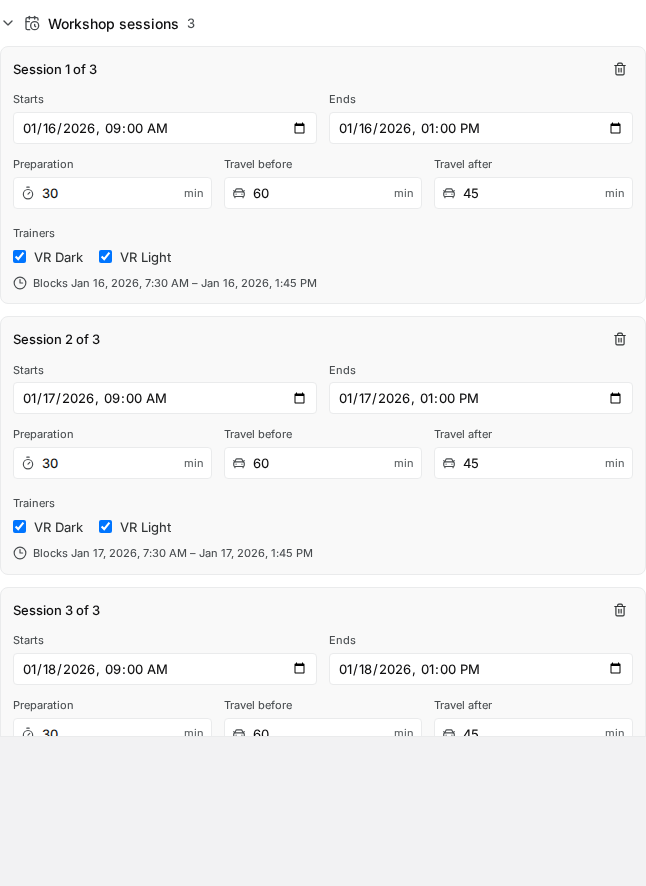 Workshop sessions 3
Session 1 of 3
Starts Ends
01/16/2026, 09:00 AM 01/16/2026, 01:00 PM
Preparation Travel before Travel after
30 min 60 min 45 min
Trainers
VR Dark VR Light
Blocks Jan 16, 2026, 7:30 AM – Jan 16, 2026, 1:45 PM
Session 2 of 3
Starts Ends
01/17/2026, 09:00 AM 01/17/2026, 01:00 PM
Preparation Travel before Travel after
30 min 60 min 45 min
Trainers
VR Dark VR Light
Blocks Jan 17, 2026, 7:30 AM – Jan 17, 2026, 1:45 PM
Session 3 of 3
Starts Ends
01/18/2026, 09:00 AM 01/18/2026, 01:00 PM
Preparation Travel before Travel after
30 min 60 min 45 min